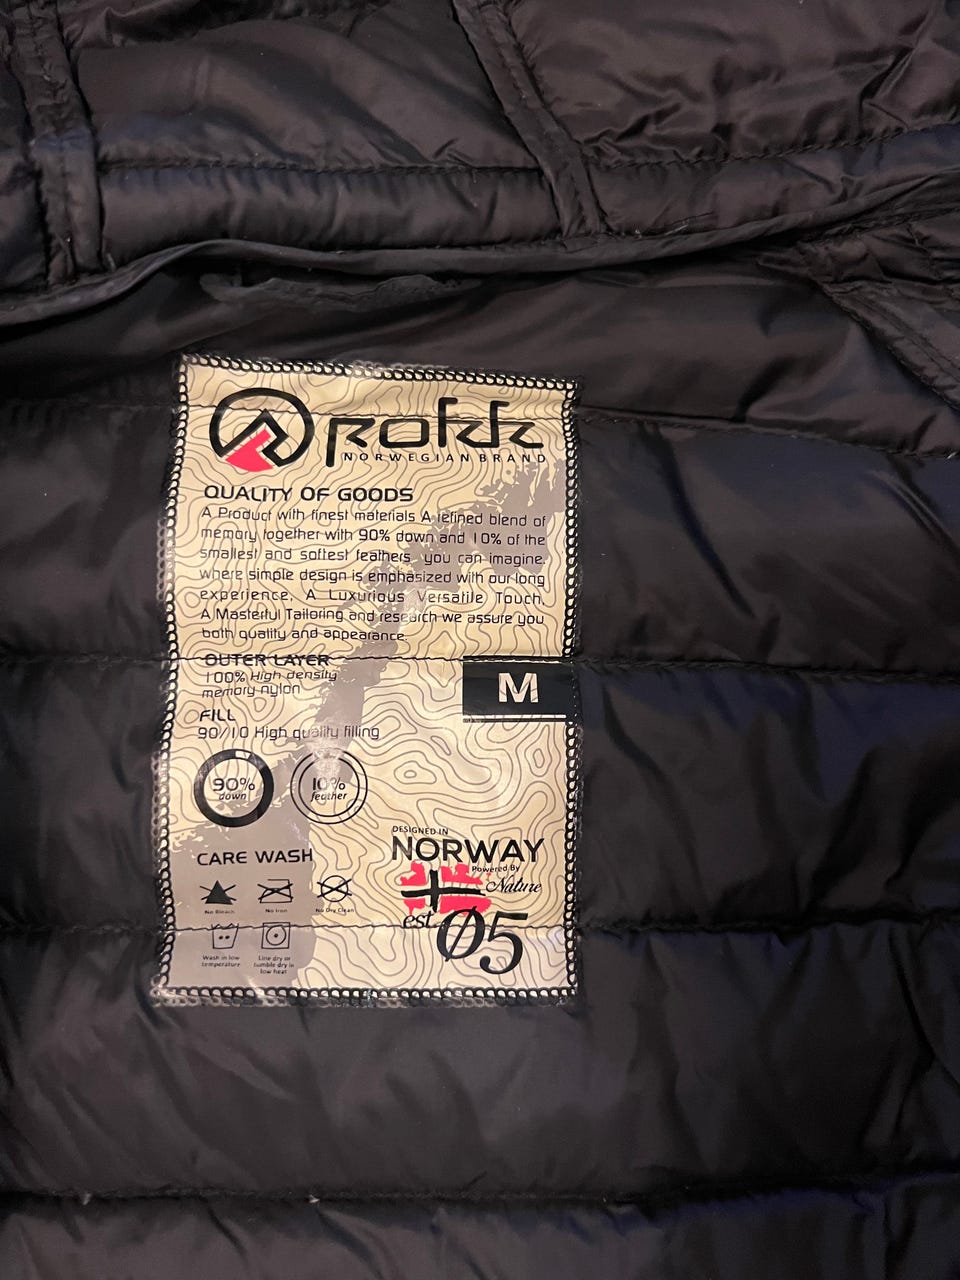 rokk
NORWEGIAN BRAND
QUALITY OF GOODS
A Product with finest materials A refined blend of
memory together with 90% down and 10% of the
smallest and softest feathers you can imagine.
where simple design is emphasized with our long
experience. A Luxurious Versatile Touch.
A Masterful Tailoring and research we assure you
both quality and appearance.
OUTER LAYER
100% High density
memory nylon
M
FILL
90/10 High quality filling
90%
down
10%
feather
DESIGNED IN
NORWAY
Powered By
Nature
est Ø5
CARE WASH
No Bleach
No Iron
No Dry Clean
Wash in low
temperature
Line dry or
tumble dry in
low heat